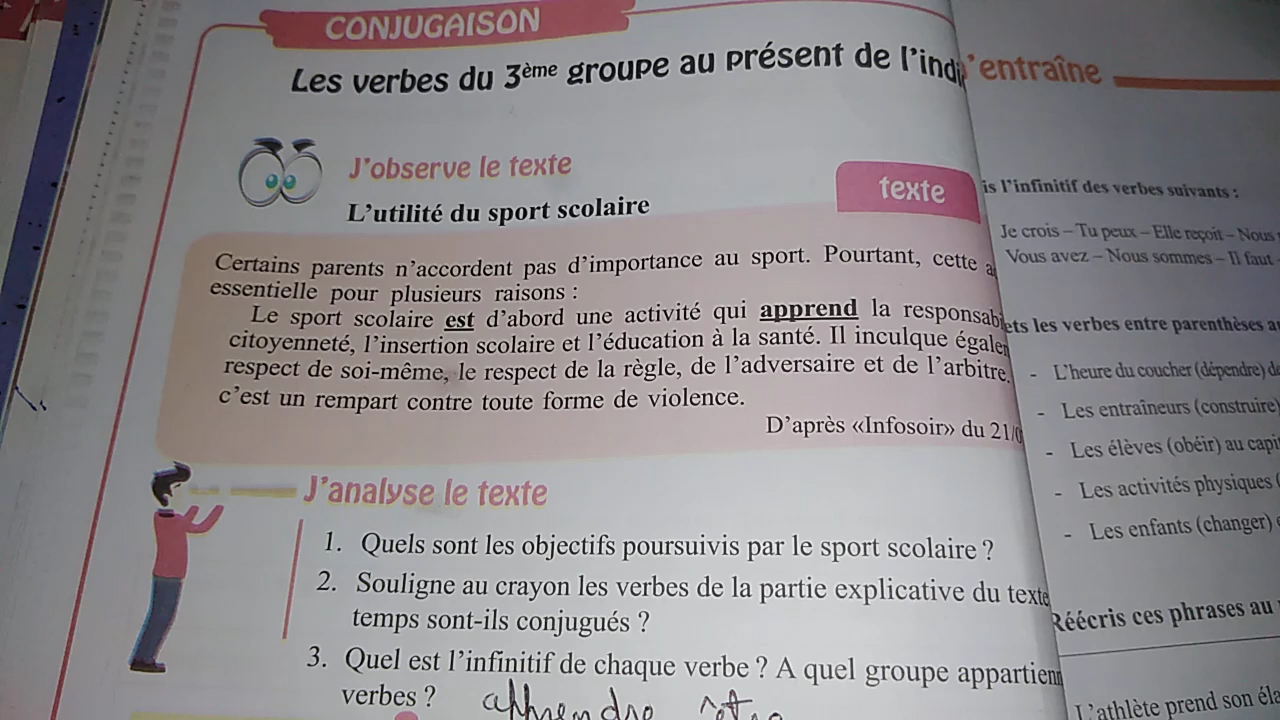 CONJUGAISON
Les verbes du 3ème groupe au présent de l'indi
J'observe le texte
L'utilité du sport scolaire
texte
Certains parents n'accordent pas d'importance au sport. Pourtant, cette
essentielle pour plusieurs raisons :
Le sport scolaire est d'abord une activité qui apprend la responsabi
citoyenneté, l'insertion scolaire et l'éducation à la santé. Il inculque égalem
respect de soi-même, le respect de la règle, de l'adversaire et de l'arbitre.
c'est un rempart contre toute forme de violence.
D'après «Infosoir» du 21/0
J'analyse le texte
1. Quels sont les objectifs poursuivis par le sport scolaire ?
2. Souligne au crayon les verbes de la partie explicative du texte
temps sont-ils conjugués ?
3. Quel est l'infinitif de chaque verbe ? A quel groupe appartienn
verbes ?
'entraîne
is l'infinitif des verbes suivants :
Je crois – Tu peux – Elle reçoit – Nous
Vous avez – Nous sommes – Il faut
ets les verbes entre parenthèses a
- L'heure du coucher (dépendre) de
- Les entraîneurs (construire)
- Les élèves (obéir) au capi
- Les activités physiques (
- Les enfants (changer)
Réécris ces phrases au
L'athlète prend son éla